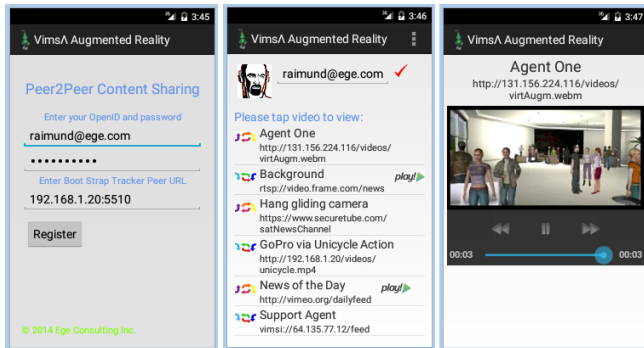 3G 3:45
VimsΛ Augmented Reality
Peer2Peer Content Sharing
Enter your OpenID and password
raimund@ege.com
••••••••••
Enter Boot Strap Tracker Peer URL
192.168.1.20:5510
Register
© 2014 Ege Consulting Inc.
3G 3:46
VimsΛ Augmented Reality
raimund@ege.com
Please tap video to view:
Agent One
http://131.156.224.116/videos/
virtAugm.webm
Background play!
rtsp://video.frame.com/news
Hang gliding camera
https://www.securetube.com/
satNewsChannel
GoPro via Unicycle Action
http://192.168.1.20/videos/
unicycle.mp4
News of the Day play!
http://vimeo.org/dailyfeed
Support Agent
vimsi://64.135.77.12/feed
3G 3:47
VimsΛ Augmented Reality
Agent One
http://131.156.224.116/videos/
virtAugm.webm
00:03 00:03